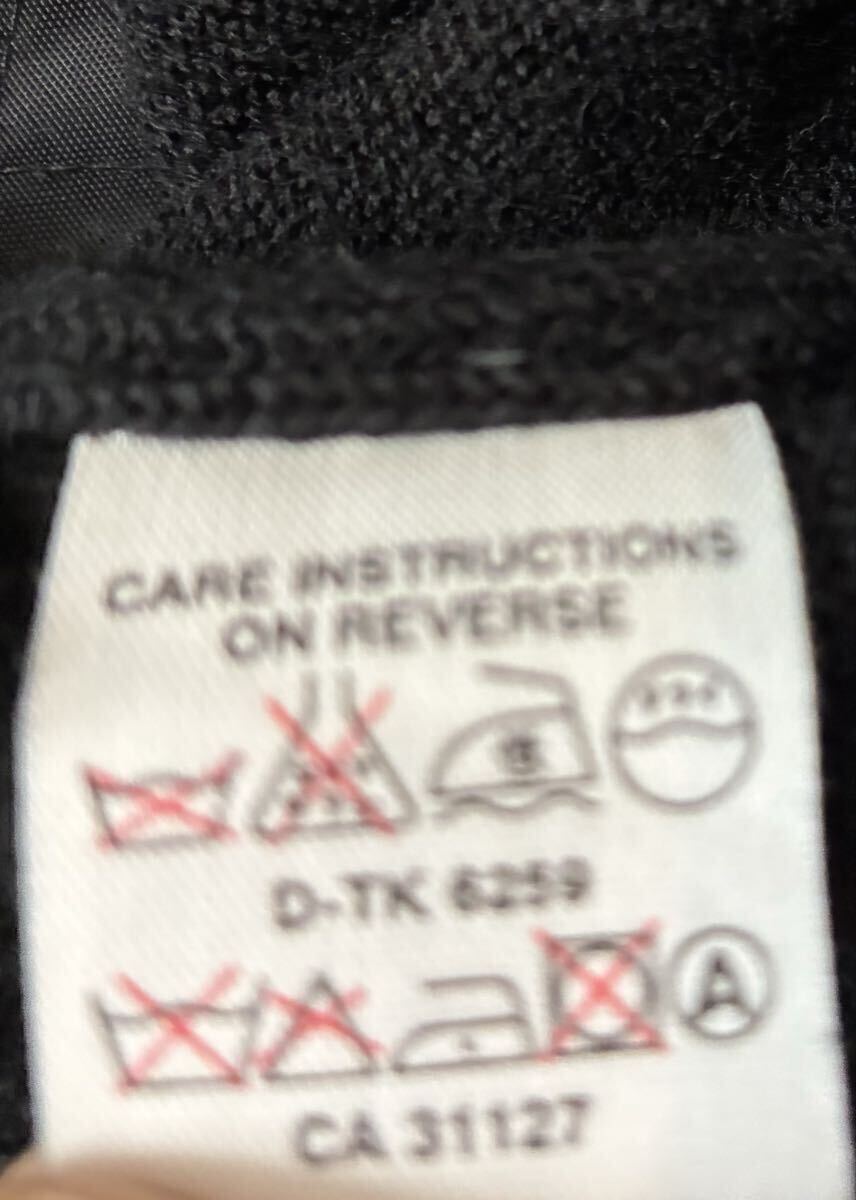 CARE INSTRUCTIONS
ON REVERSE
D-TK 6259
A
CA 31127